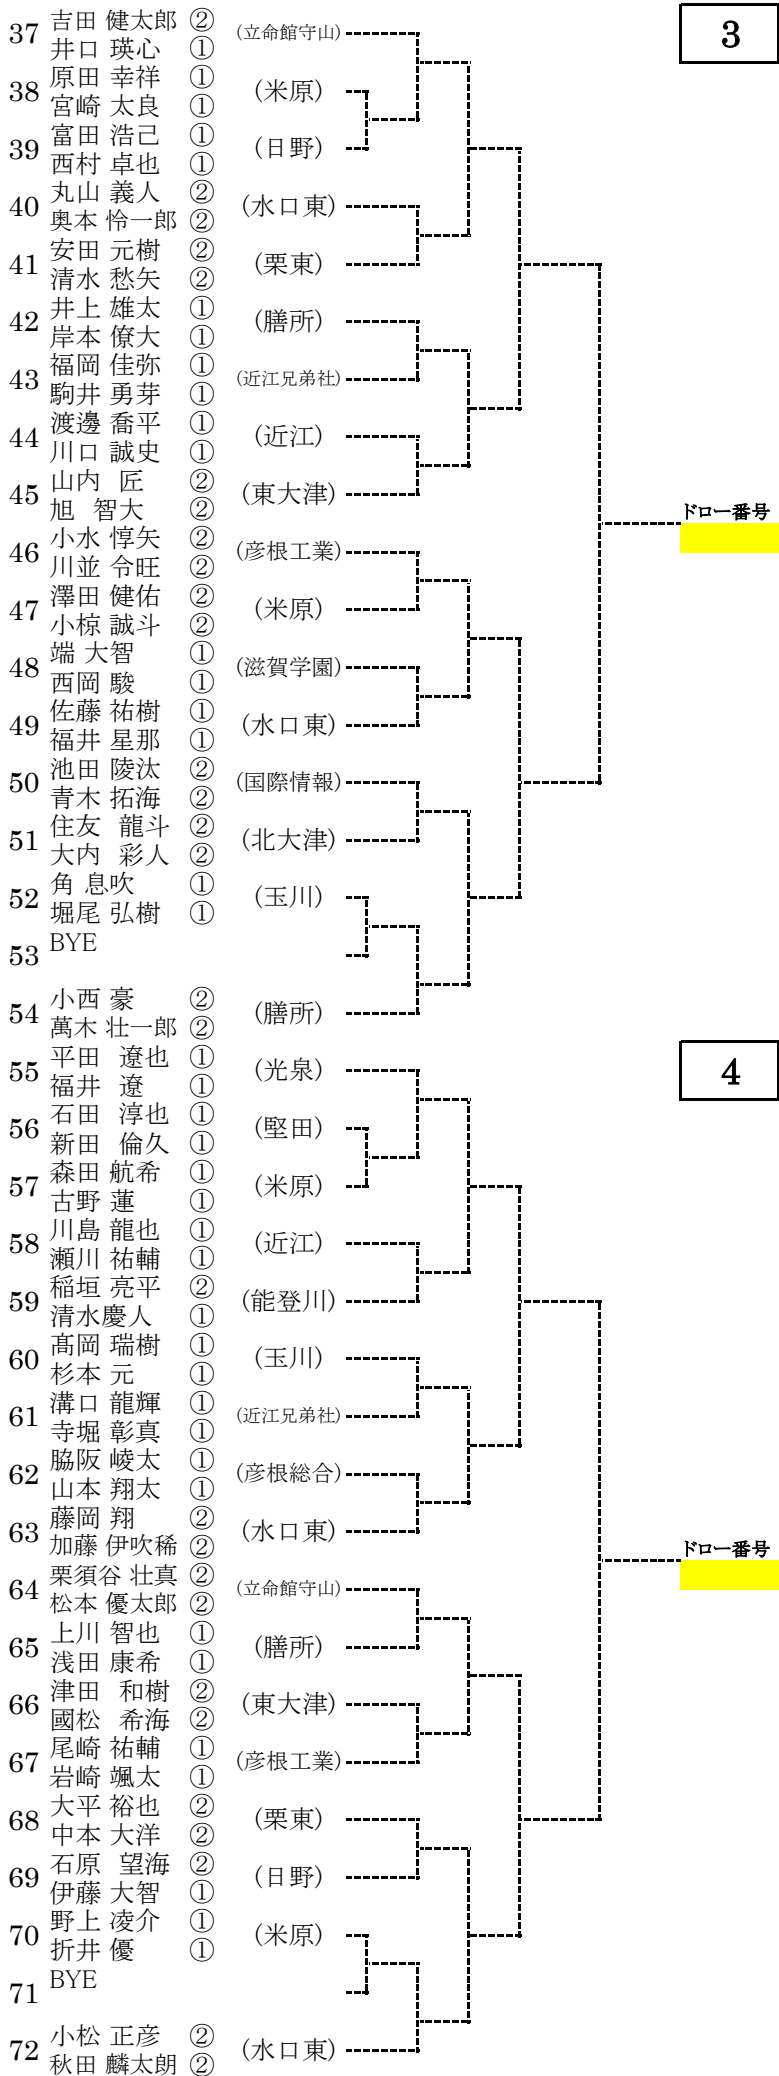 3
37 吉田 健太郎 ② (立命館守山)
井口 瑛心 ①
38 原田 幸祥 ① (米原)
宮崎 太良 ①
39 富田 浩己 ① (日野)
西村 卓也 ①
40 丸山 義人 ② (水口東)
奥本 怜一郎 ②
41 安田 元樹 ② (栗東)
清水 愁矢 ②
42 井上 雄太 ① (膳所)
岸本 僚大 ①
43 福岡 佳弥 ① (近江兄弟社)
駒井 勇芽 ①
44 渡邊 喬平 ① (近江)
川口 誠史 ①
45 山内 匠 ② (東大津)
旭 智大 ②
ドロー番号
46 小水 惇矢 ② (彦根工業)
川並 令旺 ②
47 澤田 健佑 ② (米原)
小椋 誠斗 ②
48 端 大智 ① (滋賀学園)
西岡 駿 ①
49 佐藤 祐樹 ① (水口東)
福井 星那 ①
50 池田 陵汰 ② (国際情報)
青木 拓海 ②
51 住友 龍斗 ② (北大津)
大内 彩人 ②
52 角 息吹 ① (玉川)
堀尾 弘樹 ①
53 BYE
54 小西 豪 ② (膳所)
萬木 壮一郎 ②
4
55 平田 遼也 ① (光泉)
福井 遼 ①
56 石田 淳也 ① (堅田)
新田 倫久 ①
57 森田 航希 ① (米原)
古野 蓮 ①
58 川島 龍也 ① (近江)
瀬川 祐輔 ①
59 稲垣 亮平 ② (能登川)
清水慶人 ①
60 髙岡 瑞樹 ① (玉川)
杉本 元 ①
61 溝口 龍輝 ① (近江兄弟社)
寺堀 彰真 ①
62 脇阪 崚太 ① (彦根総合)
山本 翔太 ①
63 藤岡 翔 ② (水口東)
加藤 伊吹稀 ②
ドロー番号
64 栗須谷 壮真 ② (立命館守山)
松本 優太郎 ②
65 上川 智也 ① (膳所)
浅田 康希 ①
66 津田 和樹 ② (東大津)
國松 希海 ②
67 尾崎 祐輔 ① (彦根工業)
岩崎 颯太 ①
68 大平 裕也 ② (栗東)
中本 大洋 ②
69 石原 望海 ② (日野)
伊藤 大智 ①
70 野上 凌介 ① (米原)
折井 優 ①
71 BYE
72 小松 正彦 ② (水口東)
秋田 麟太朗 ②